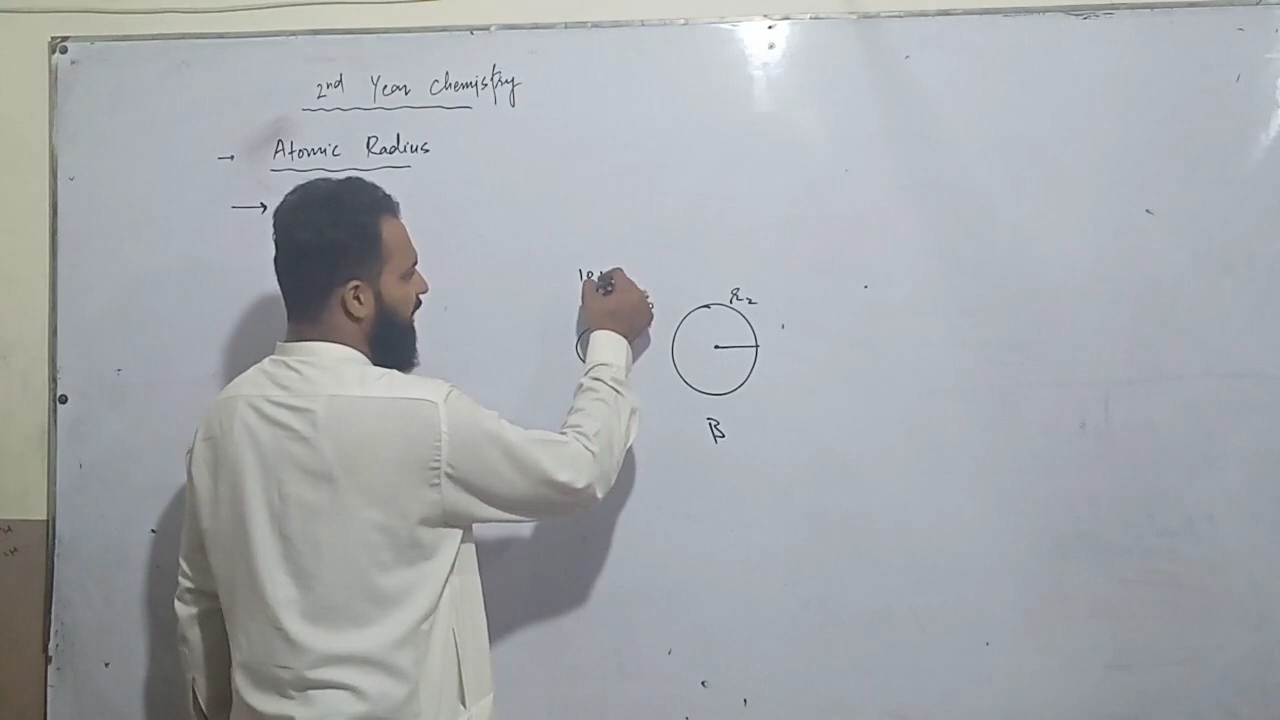 2nd Year Chemistry
→ Atomic Radius
→
r2
B